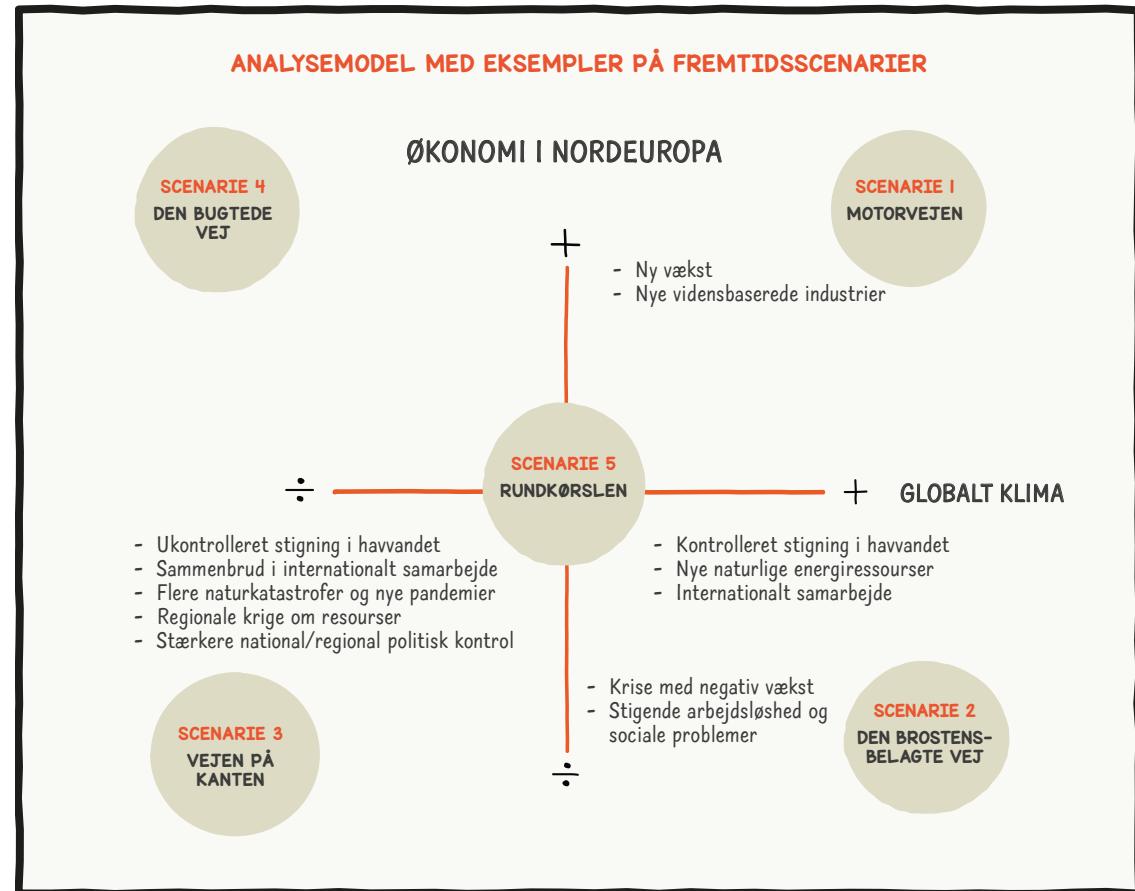 ANALYSEMODEL MED EKSEMPLER PÅ FREMTIDSSCENARIER
ØKONOMI I NORDEUROPA
SCENARIE 4
DEN BUGTEDE
VEJ
SCENARIE 1
MOTORVEJEN
+
- Ny vækst
- Nye vidensbaserede industrier
SCENARIE 5
RUNDKØRSLEN
÷
+ GLOBALT KLIMA
- Ukontrolleret stigning i havvandet
- Sammenbrud i internationalt samarbejde
- Flere naturkatastrofer og nye pandemier
- Regionale krige om resourser
- Stærkere national/regional politisk kontrol
- Kontrolleret stigning i havvandet
- Nye naturlige energiressourser
- Internationalt samarbejde
- Krise med negativ vækst
- Stigende arbejdsløshed og
sociale problemer
÷
SCENARIE 3
VEJEN PÅ
KANTEN
SCENARIE 2
DEN BROSTENS-
BELAGTE VEJ